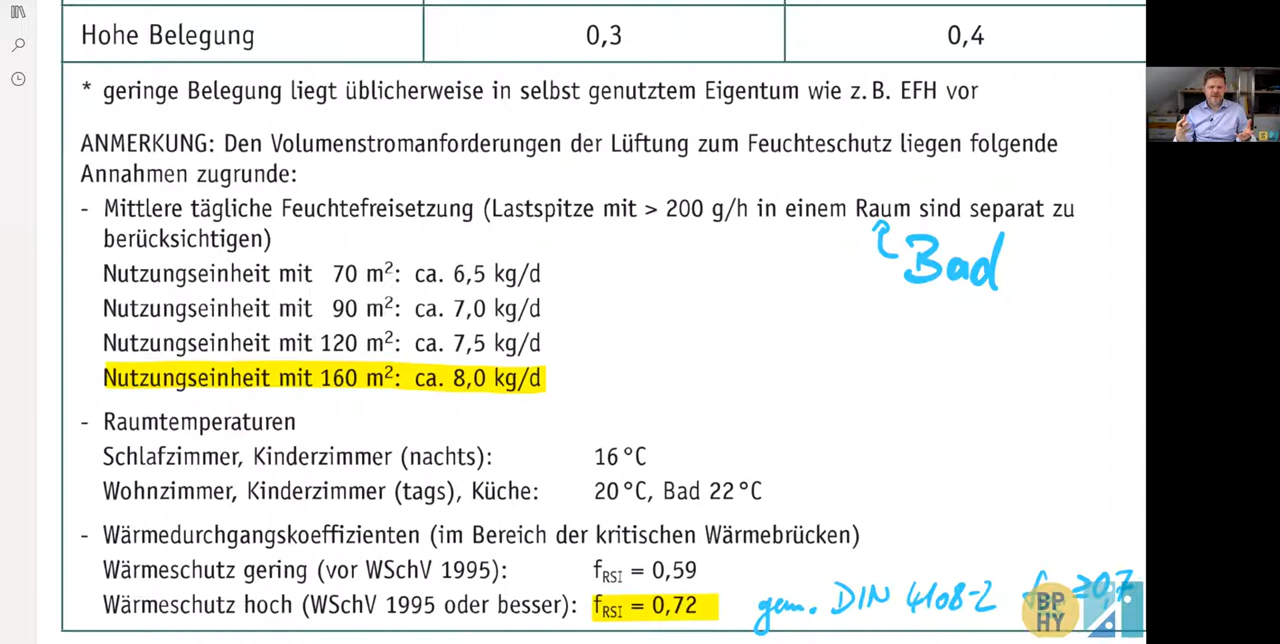 Hohe Belegung 0,3 0,4
* geringe Belegung liegt üblicherweise in selbst genutztem Eigentum wie z. B. EFH vor
ANMERKUNG: Den Volumenstromanforderungen der Lüftung zum Feuchteschutz liegen folgende
Annahmen zugrunde:
- Mittlere tägliche Feuchtefreisetzung (Lastspitze mit > 200 g/h in einem Raum sind separat zu
berücksichtigen)
Bad
Nutzungseinheit mit 70 m²: ca. 6,5 kg/d
Nutzungseinheit mit 90 m²: ca. 7,0 kg/d
Nutzungseinheit mit 120 m²: ca. 7,5 kg/d
Nutzungseinheit mit 160 m²: ca. 8,0 kg/d
- Raumtemperaturen
Schlafzimmer, Kinderzimmer (nachts): 16 °C
Wohnzimmer, Kinderzimmer (tags), Küche: 20 °C, Bad 22 °C
- Wärmedurchgangskoeffizienten (im Bereich der kritischen Wärmebrücken)
Wärmeschutz gering (vor WSchV 1995): fRSI = 0,59
Wärmeschutz hoch (WSchV 1995 oder besser): fRSI = 0,72
gem. DIN 4108-2 ≥0,7
BP
HY